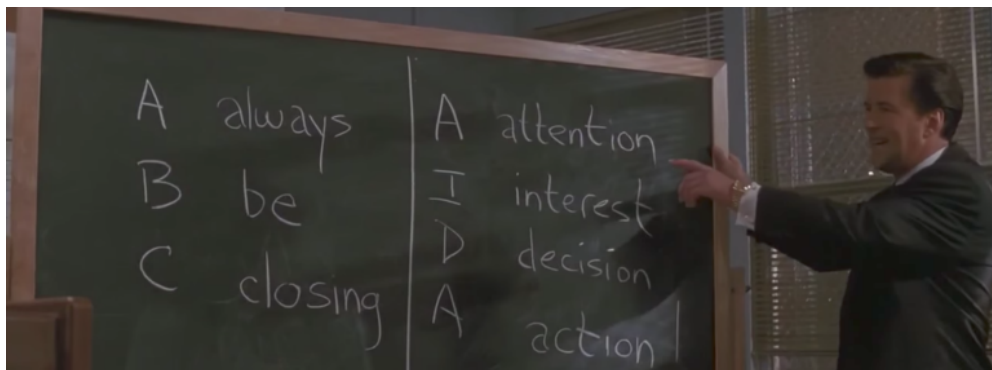 A always
B be
C closing
A attention
I interest
D decision
A action